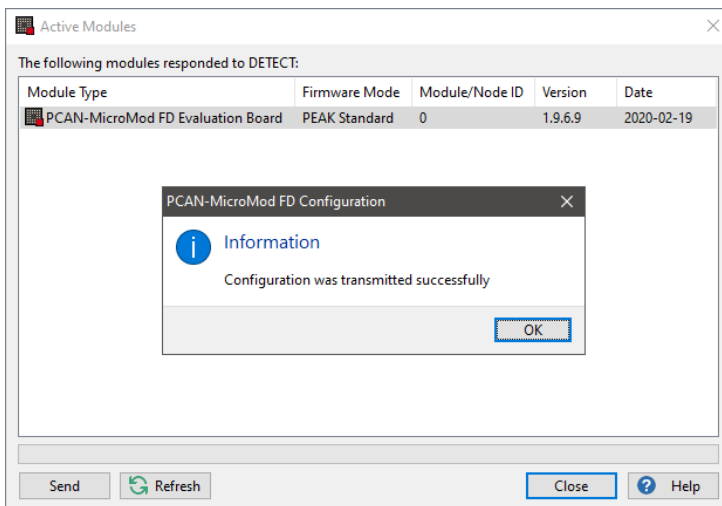 Active Modules
The following modules responded to DETECT:
Module Type Firmware Mode Module/Node ID Version Date
PCAN-MicroMod FD Evaluation Board PEAK Standard 0 1.9.6.9 2020-02-19
PCAN-MicroMod FD Configuration
Information
Configuration was transmitted successfully
OK
Send Refresh Close Help